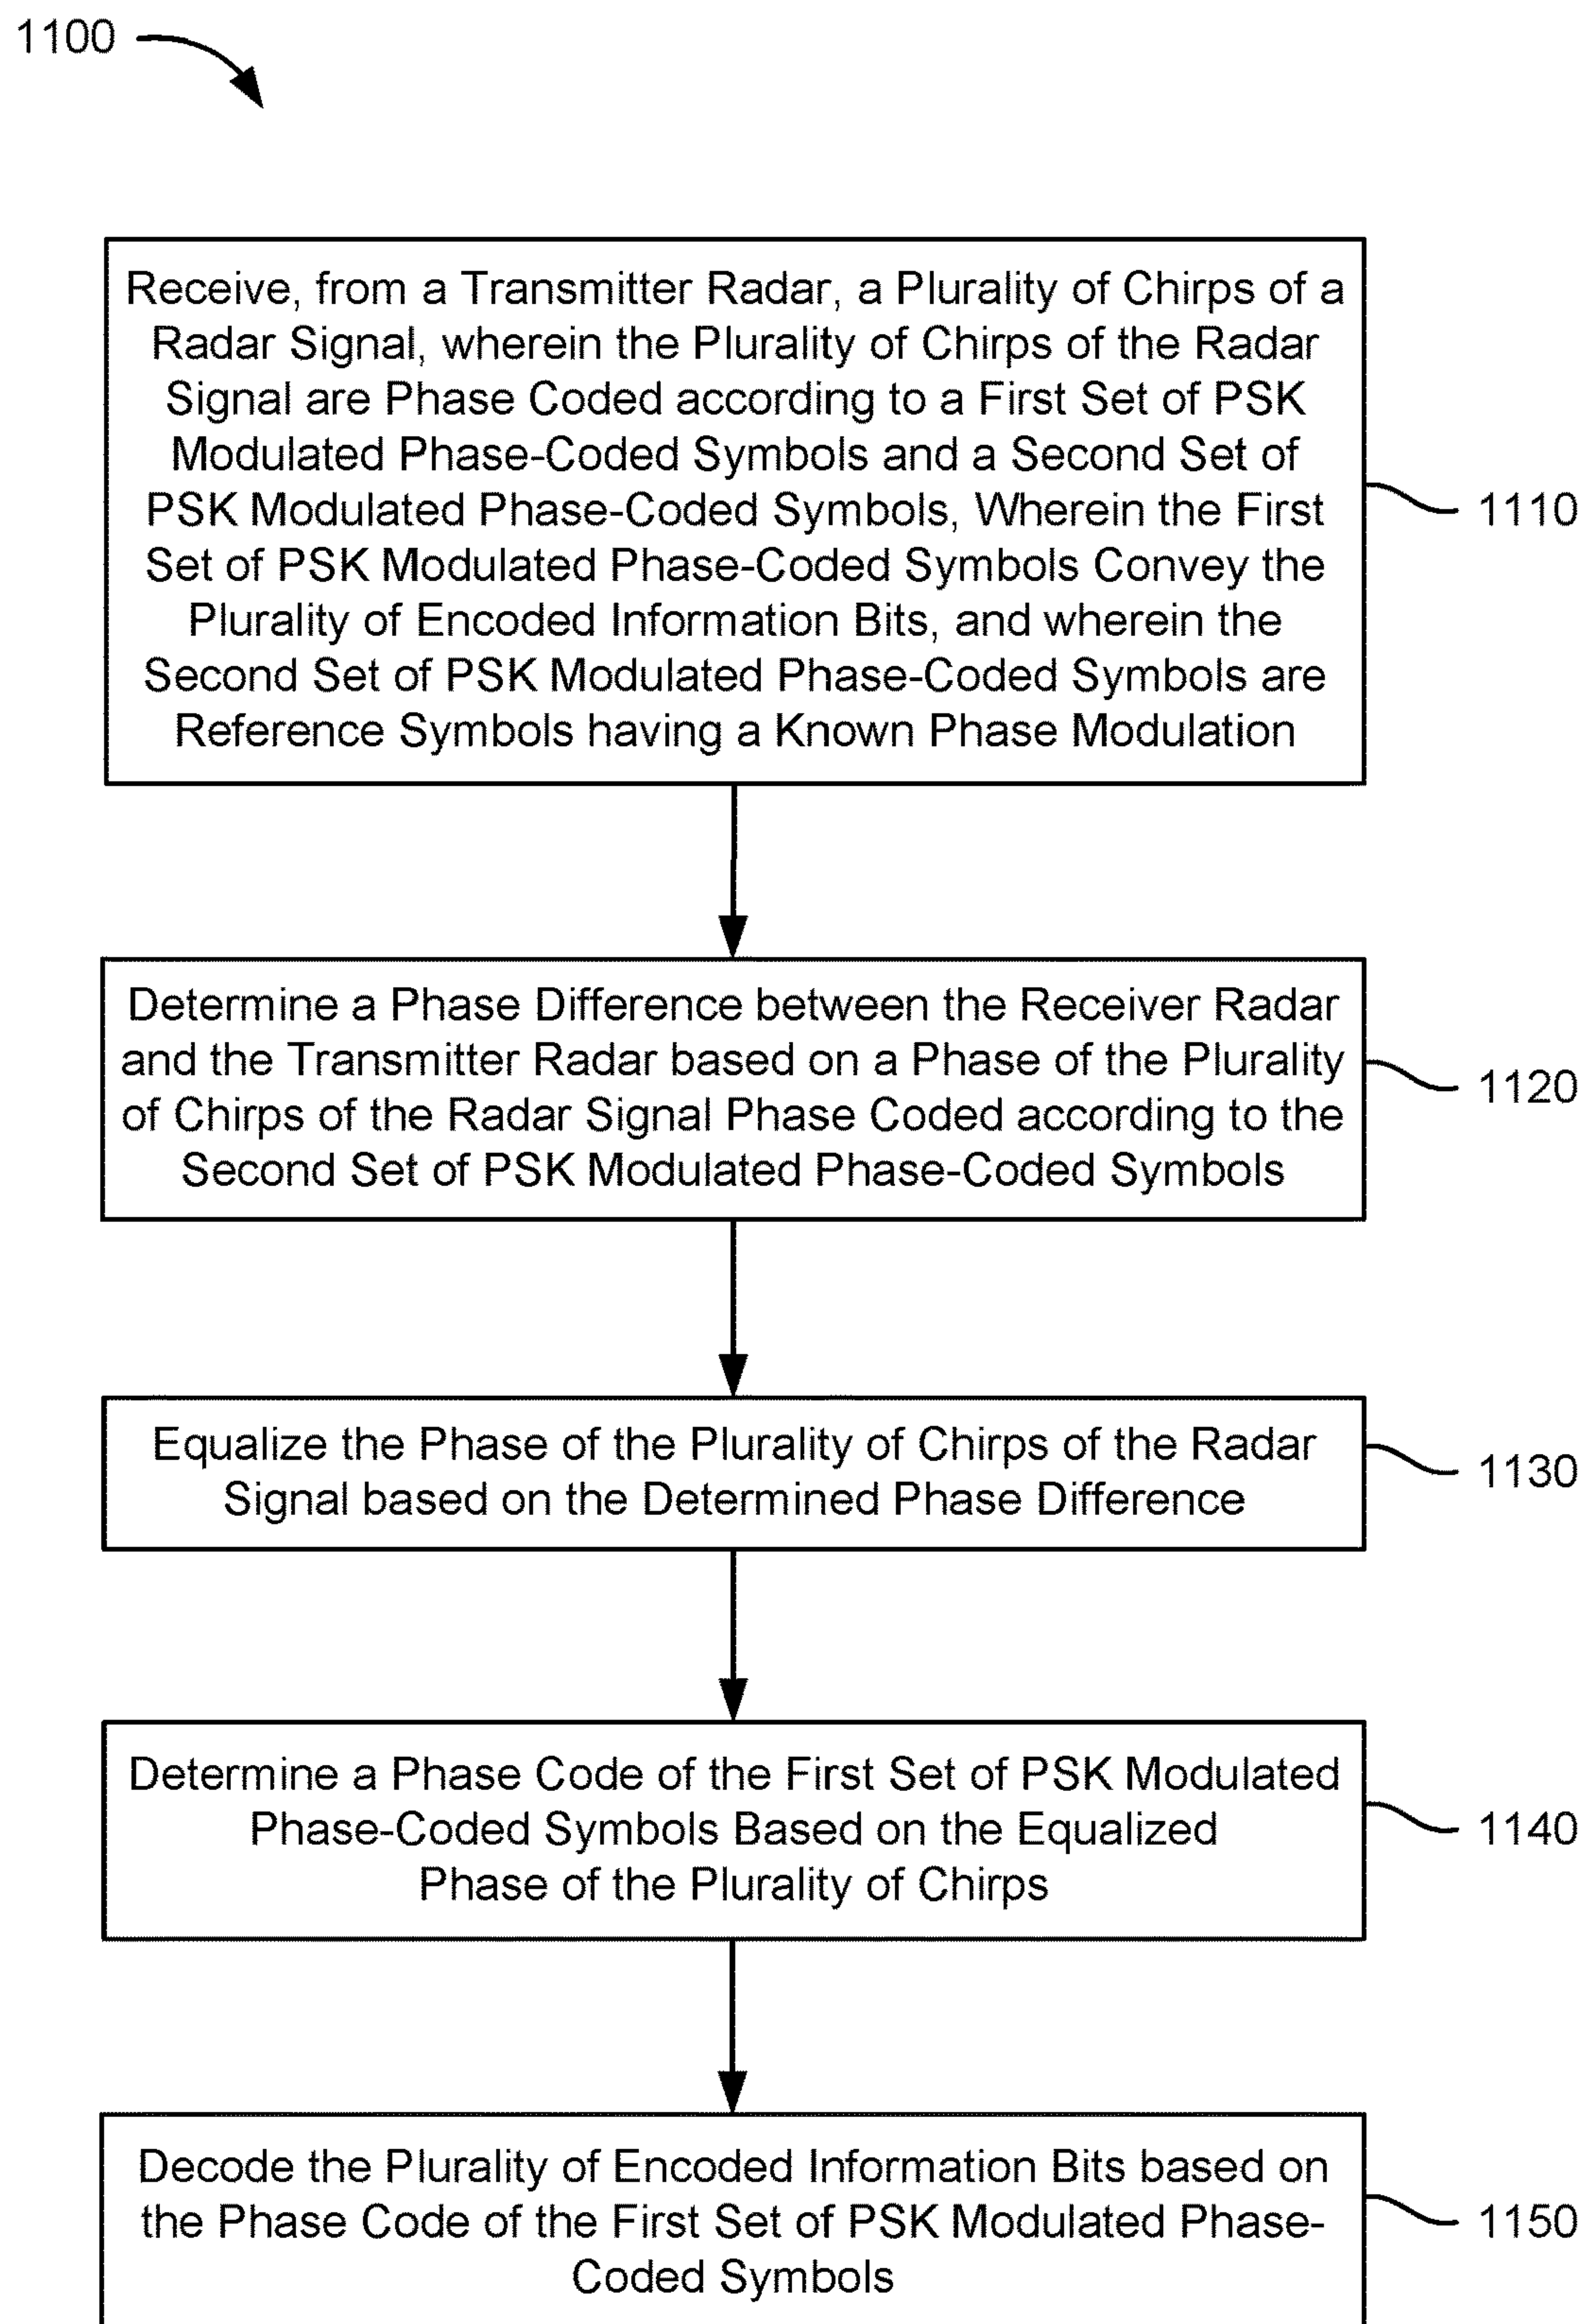 1100
Receive, from a Transmitter Radar, a Plurality of Chirps of a
Radar Signal, wherein the Plurality of Chirps of the Radar
Signal are Phase Coded according to a First Set of PSK
Modulated Phase-Coded Symbols and a Second Set of
PSK Modulated Phase-Coded Symbols, Wherein the First
Set of PSK Modulated Phase-Coded Symbols Convey the
Plurality of Encoded Information Bits, and wherein the
Second Set of PSK Modulated Phase-Coded Symbols are
Reference Symbols having a Known Phase Modulation
1110
Determine a Phase Difference between the Receiver Radar
and the Transmitter Radar based on a Phase of the Plurality
of Chirps of the Radar Signal Phase Coded according to the
Second Set of PSK Modulated Phase-Coded Symbols
1120
Equalize the Phase of the Plurality of Chirps of the Radar
Signal based on the Determined Phase Difference
1130
Determine a Phase Code of the First Set of PSK Modulated
Phase-Coded Symbols Based on the Equalized
Phase of the Plurality of Chirps
1140
Decode the Plurality of Encoded Information Bits based on
the Phase Code of the First Set of PSK Modulated Phase-
Coded Symbols
1150